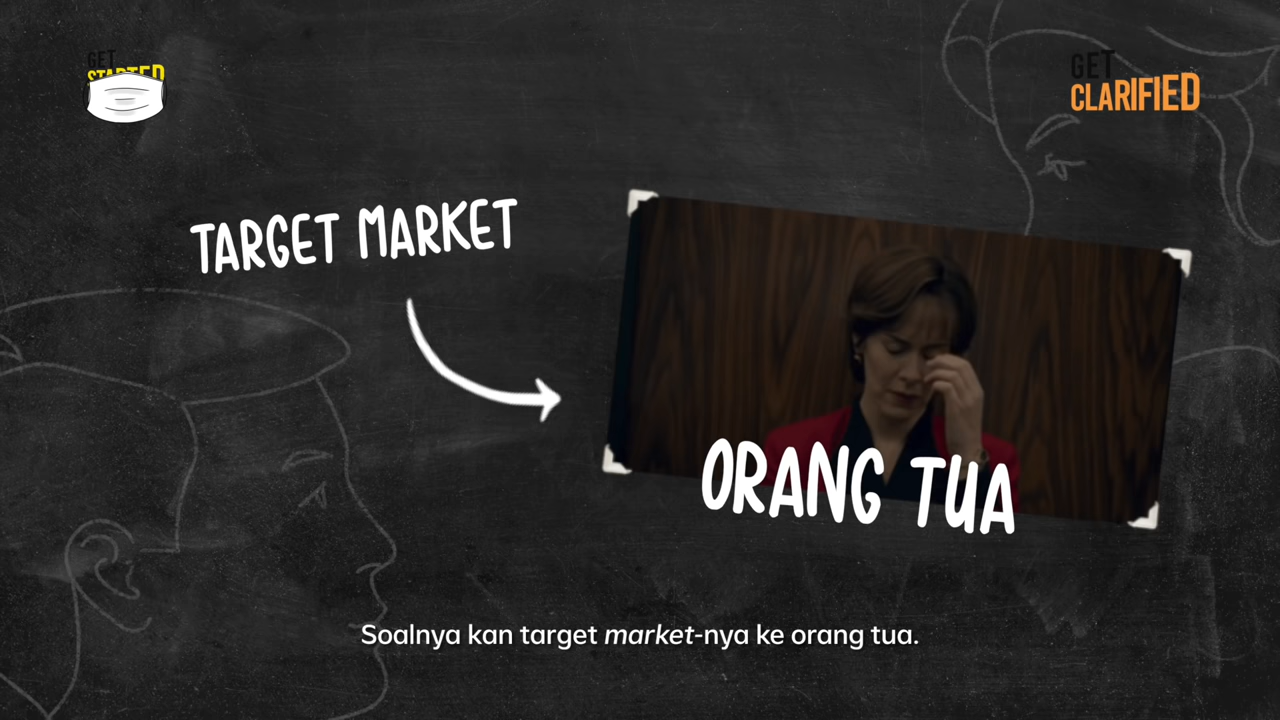 GET
STARTED
GET
CLARIFIED
TARGET MARKET
ORANG TUA
Soalnya kan target market-nya ke orang tua.